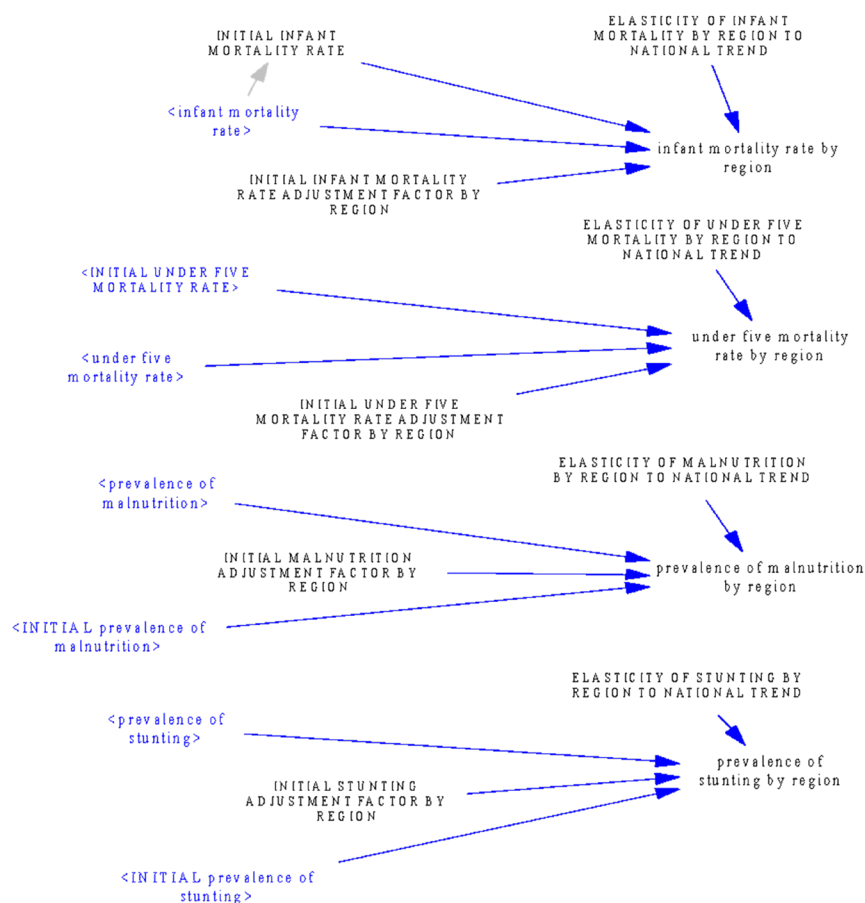 INITIAL INFANT
MORTALITY RATE
ELASTICITY OF INFANT
MORTALITY BY REGION TO
NATIONAL TREND
<infant mortality
rate>
infant mortality rate by
region
INITIAL INFANT MORTALITY
RATE ADJUSTMENT FACTOR BY
REGION
ELASTICITY OF UNDER FIVE
MORTALITY BY REGION TO
NATIONAL TREND
<INITIAL UNDER FIVE
MORTALITY RATE>
under five mortality
rate by region
<under five
mortality rate>
INITIAL UNDER FIVE
MORTALITY RATE ADJUSTMENT
FACTOR BY REGION
ELASTICITY OF MALNUTRITION
BY REGION TO NATIONAL TREND
<prevalence of
malnutrition>
INITIAL MALNUTRITION
ADJUSTMENT FACTOR BY
REGION
prevalence of malnutrition
by region
<INITIAL prevalence of
malnutrition>
ELASTICITY OF STUNTING BY
REGION TO NATIONAL TREND
<prevalence of
stunting>
prevalence of
stunting by region
INITIAL STUNTING
ADJUSTMENT FACTOR BY
REGION
<INITIAL prevalence of
stunting>